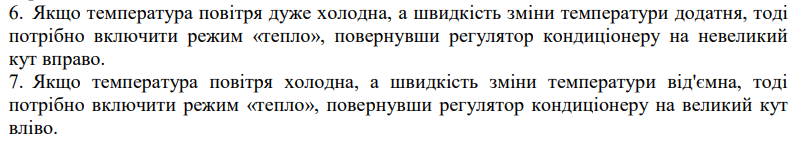 6. Якщо температура повітря дуже холодна, а швидкість зміни температури додатня, тоді
потрібно включити режим «тепло», повернувши регулятор кондиціонеру на невеликий
кут вправо.
7. Якщо температура повітря холодна, а швидкість зміни температури від'ємна, тоді
потрібно включити режим «тепло», повернувши регулятор кондиціонеру на великий кут
вліво.